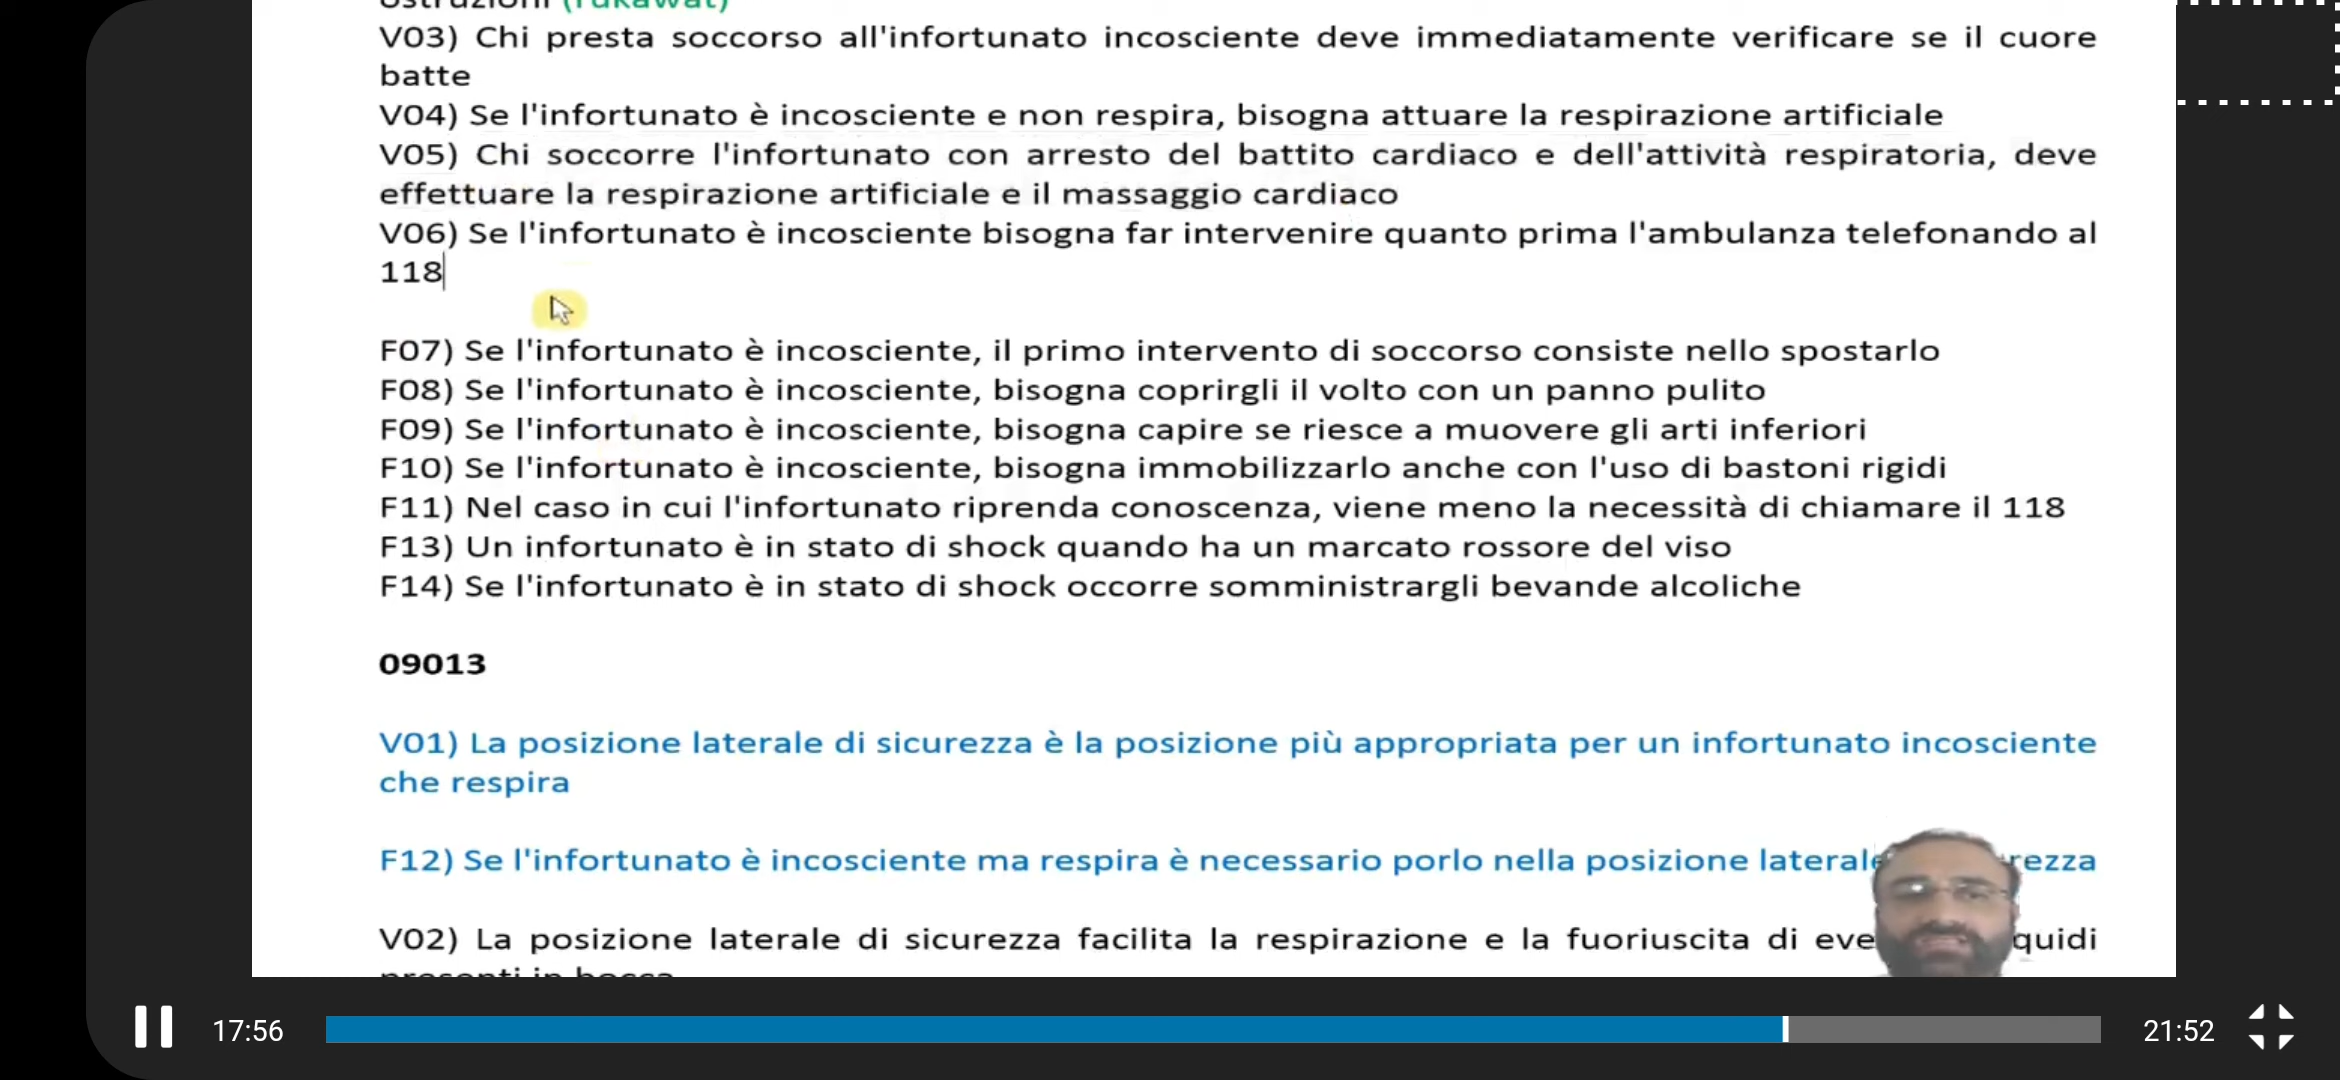 ostruzioni (rukawat)
V03) Chi presta soccorso all'infortunato incosciente deve immediatamente verificare se il cuore
batte
V04) Se l'infortunato è incosciente e non respira, bisogna attuare la respirazione artificiale
V05) Chi soccorre l'infortunato con arresto del battito cardiaco e dell'attività respiratoria, deve
effettuare la respirazione artificiale e il massaggio cardiaco
V06) Se l'infortunato è incosciente bisogna far intervenire quanto prima l'ambulanza telefonando al
118
F07) Se l'infortunato è incosciente, il primo intervento di soccorso consiste nello spostarlo
F08) Se l'infortunato è incosciente, bisogna coprirgli il volto con un panno pulito
F09) Se l'infortunato è incosciente, bisogna capire se riesce a muovere gli arti inferiori
F10) Se l'infortunato è incosciente, bisogna immobilizzarlo anche con l'uso di bastoni rigidi
F11) Nel caso in cui l'infortunato riprenda conoscenza, viene meno la necessità di chiamare il 118
F13) Un infortunato è in stato di shock quando ha un marcato rossore del viso
F14) Se l'infortunato è in stato di shock occorre somministrargli bevande alcoliche
09013
V01) La posizione laterale di sicurezza è la posizione più appropriata per un infortunato incosciente
che respira
F12) Se l'infortunato è incosciente ma respira è necessario porlo nella posizione laterale rezza
V02) La posizione laterale di sicurezza facilita la respirazione e la fuoriuscita di eve quidi
presenti in bocca
17:56
21:52